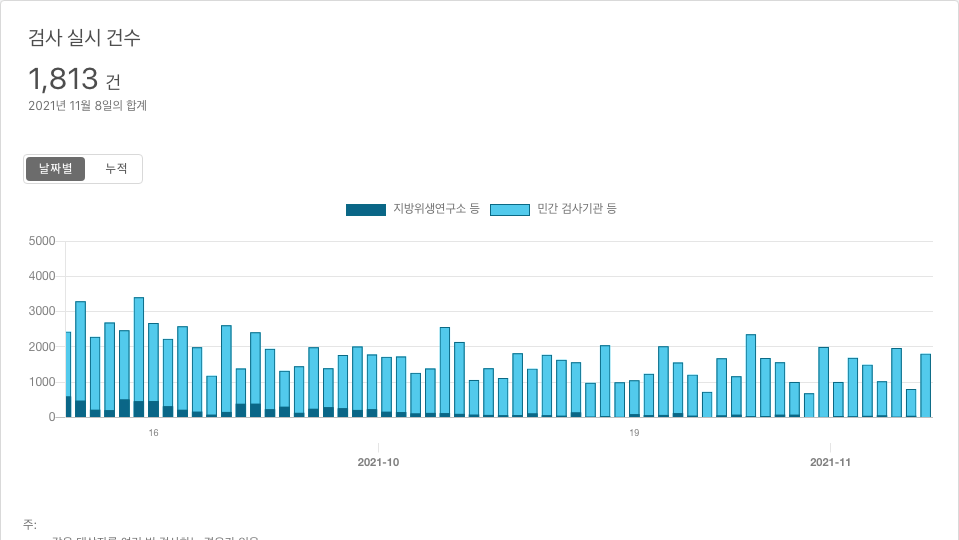 검사 실시 건수
1,813 건
2021년 11월 8일의 합계
날짜별 누적
지방위생연구소 등 민간 검사기관 등
5000
4000
3000
2000
1000
0
16 19
2021-10 2021-11
주: